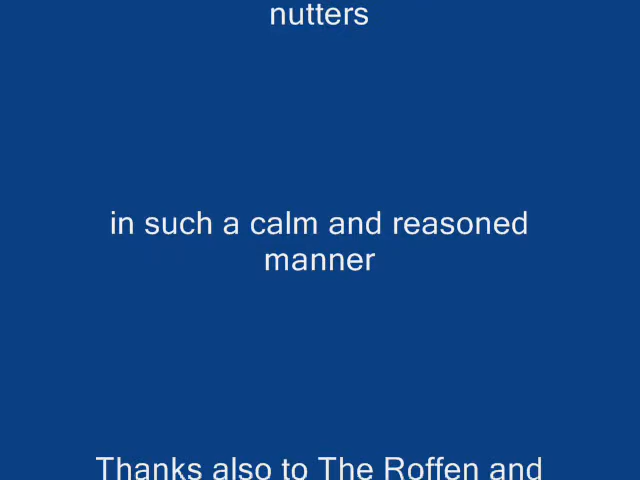 nutters
in such a calm and reasoned
manner
Thanks also to The Roffen and